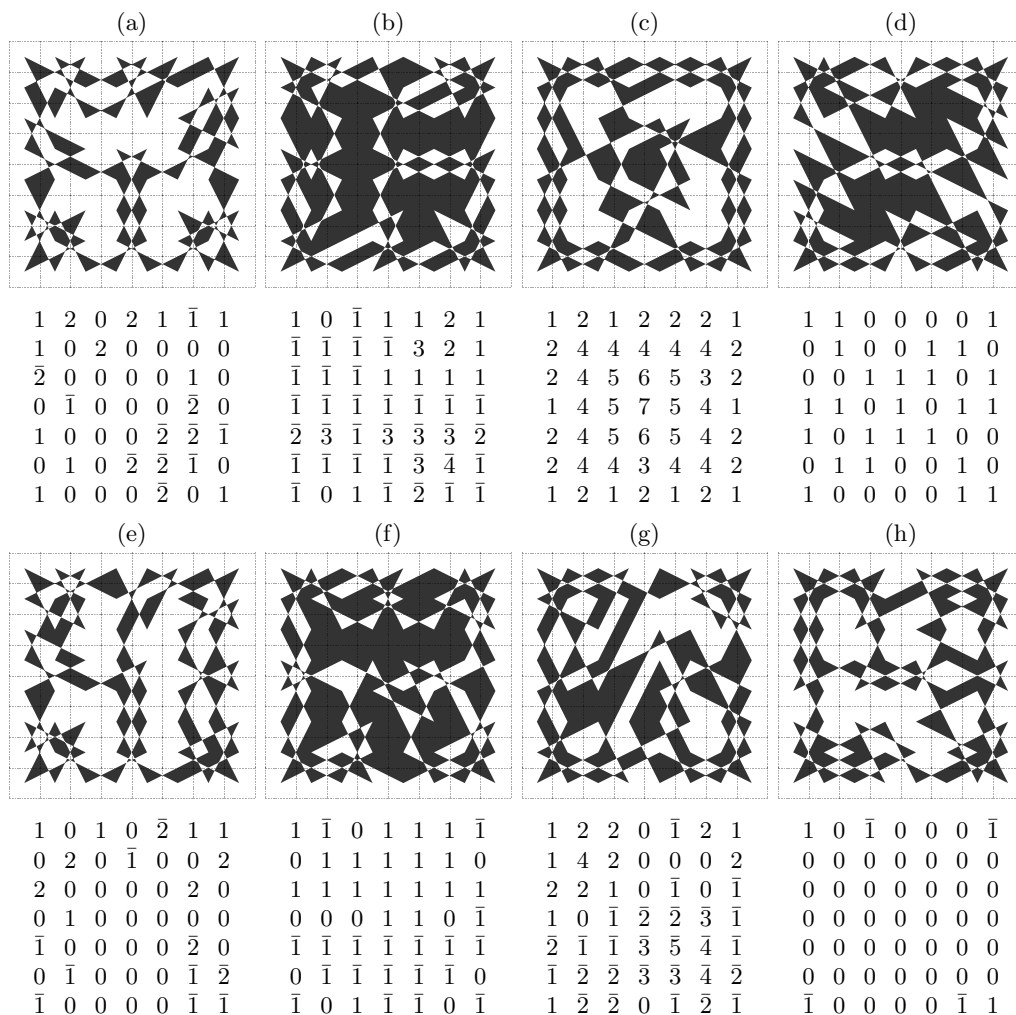 (a) (b) (c) (d)
1 2 0 2 1 1̄ 1 1 0 1̄ 1 1 2 1 1 2 1 2 2 2 1 1 1 0 0 0 0 1
1 0 2 0 0 0 0 1̄ 1̄ 1̄ 1̄ 3 2 1 2 4 4 4 4 4 2 0 1 0 0 1 1 0
2̄ 0 0 0 0 1 0 1̄ 1̄ 1̄ 1 1 1 1 2 4 5 6 5 3 2 0 0 1 1 1 0 1
0 1̄ 0 0 0 2̄ 0 1̄ 1̄ 1̄ 1̄ 1̄ 1̄ 1̄ 1 4 5 7 5 4 1 1 1 0 1 0 1 1
1 0 0 0 2̄ 2̄ 1̄ 2̄ 3̄ 1̄ 3̄ 3̄ 3̄ 2̄ 2 4 5 6 5 4 2 1 0 1 1 1 0 0
0 1 0 2̄ 2̄ 1̄ 0 1̄ 1̄ 1̄ 1̄ 3̄ 4̄ 1̄ 2 4 4 3 4 4 2 0 1 1 0 0 1 0
1 0 0 0 2̄ 0 1 1̄ 0 1 1̄ 2̄ 1̄ 1̄ 1 2 1 2 1 2 1 1 0 0 0 0 1 1
(e) (f) (g) (h)
1 0 1 0 2̄ 1 1 1 1̄ 0 1 1 1 1̄ 1 2 2 0 1̄ 2 1 1 0 1̄ 0 0 0 1̄
0 2 0 1̄ 0 0 2 0 1 1 1 1 1 0 1 4 2 0 0 0 2 0 0 0 0 0 0 0
2 0 0 0 0 2 0 1 1 1 1 1 1 1 2 2 1 0 1̄ 0 1̄ 0 0 0 0 0 0 0
0 1 0 0 0 0 0 0 0 0 1 1 0 1̄ 1 0 1̄ 2̄ 2̄ 3̄ 1̄ 0 0 0 0 0 0 0
1̄ 0 0 0 0 2̄ 0 1̄ 1̄ 1̄ 1̄ 1̄ 1̄ 1̄ 2̄ 1̄ 1̄ 3̄ 5̄ 4̄ 1̄ 0 0 0 0 0 0 0
0 1̄ 0 0 0 1̄ 2̄ 0 1̄ 1̄ 1̄ 1̄ 1̄ 0 1̄ 2̄ 2̄ 3̄ 3̄ 4̄ 2̄ 0 0 0 0 0 0 0
1̄ 0 0 0 0 1̄ 1̄ 1̄ 0 1 1̄ 1̄ 0 1̄ 1 2̄ 2̄ 0 1̄ 2̄ 1̄ 1̄ 0 0 0 0 1̄ 1